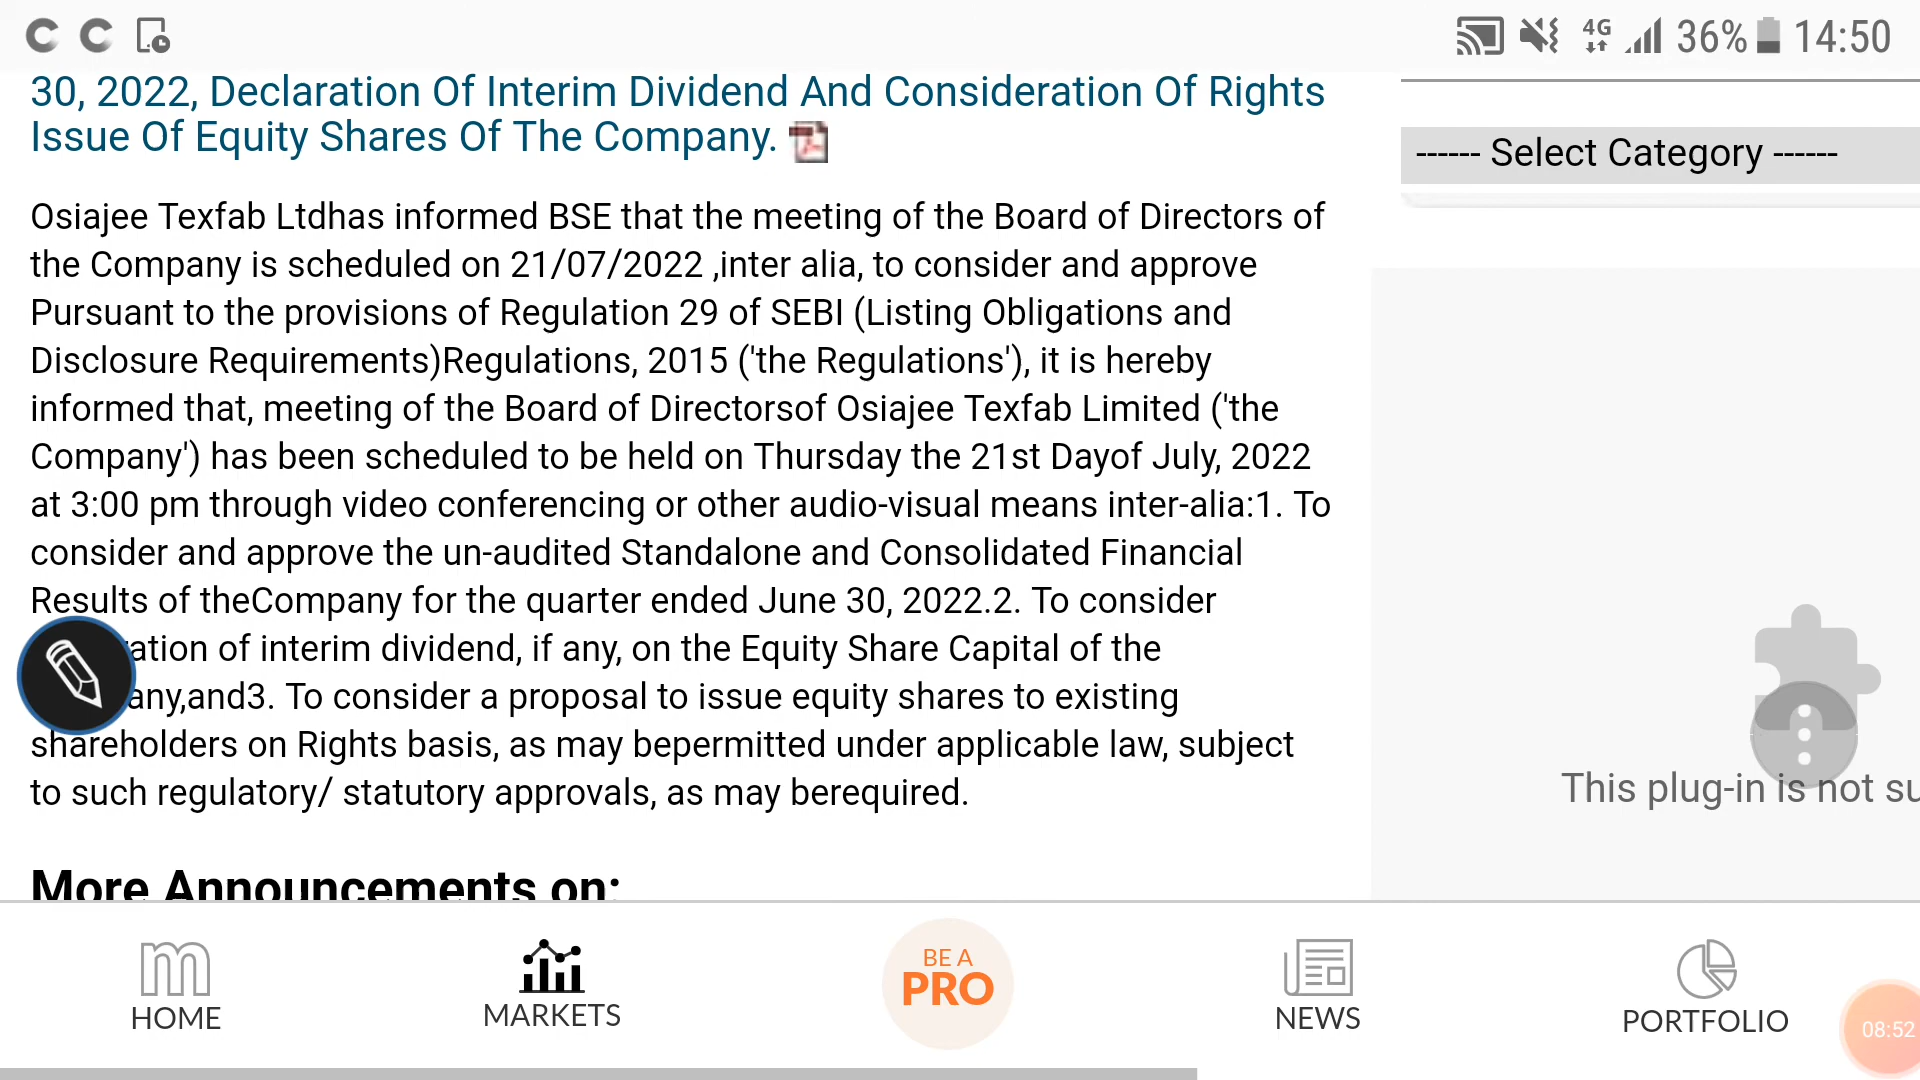 4G 36% 14:50
30, 2022, Declaration Of Interim Dividend And Consideration Of Rights
Issue Of Equity Shares Of The Company.
------ Select Category ------
Osiajee Texfab Ltdhas informed BSE that the meeting of the Board of Directors of
the Company is scheduled on 21/07/2022 ,inter alia, to consider and approve
Pursuant to the provisions of Regulation 29 of SEBI (Listing Obligations and
Disclosure Requirements)Regulations, 2015 ('the Regulations'), it is hereby
informed that, meeting of the Board of Directorsof Osiajee Texfab Limited ('the
Company') has been scheduled to be held on Thursday the 21st Dayof July, 2022
at 3:00 pm through video conferencing or other audio-visual means inter-alia:1. To
consider and approve the un-audited Standalone and Consolidated Financial
Results of theCompany for the quarter ended June 30, 2022.2. To consider
ation of interim dividend, if any, on the Equity Share Capital of the
any,and3. To consider a proposal to issue equity shares to existing
shareholders on Rights basis, as may bepermitted under applicable law, subject
to such regulatory/ statutory approvals, as may berequired.
This plug-in is not su
More Announcements on:
HOME
MARKETS
BE A
PRO
NEWS
PORTFOLIO
08:52